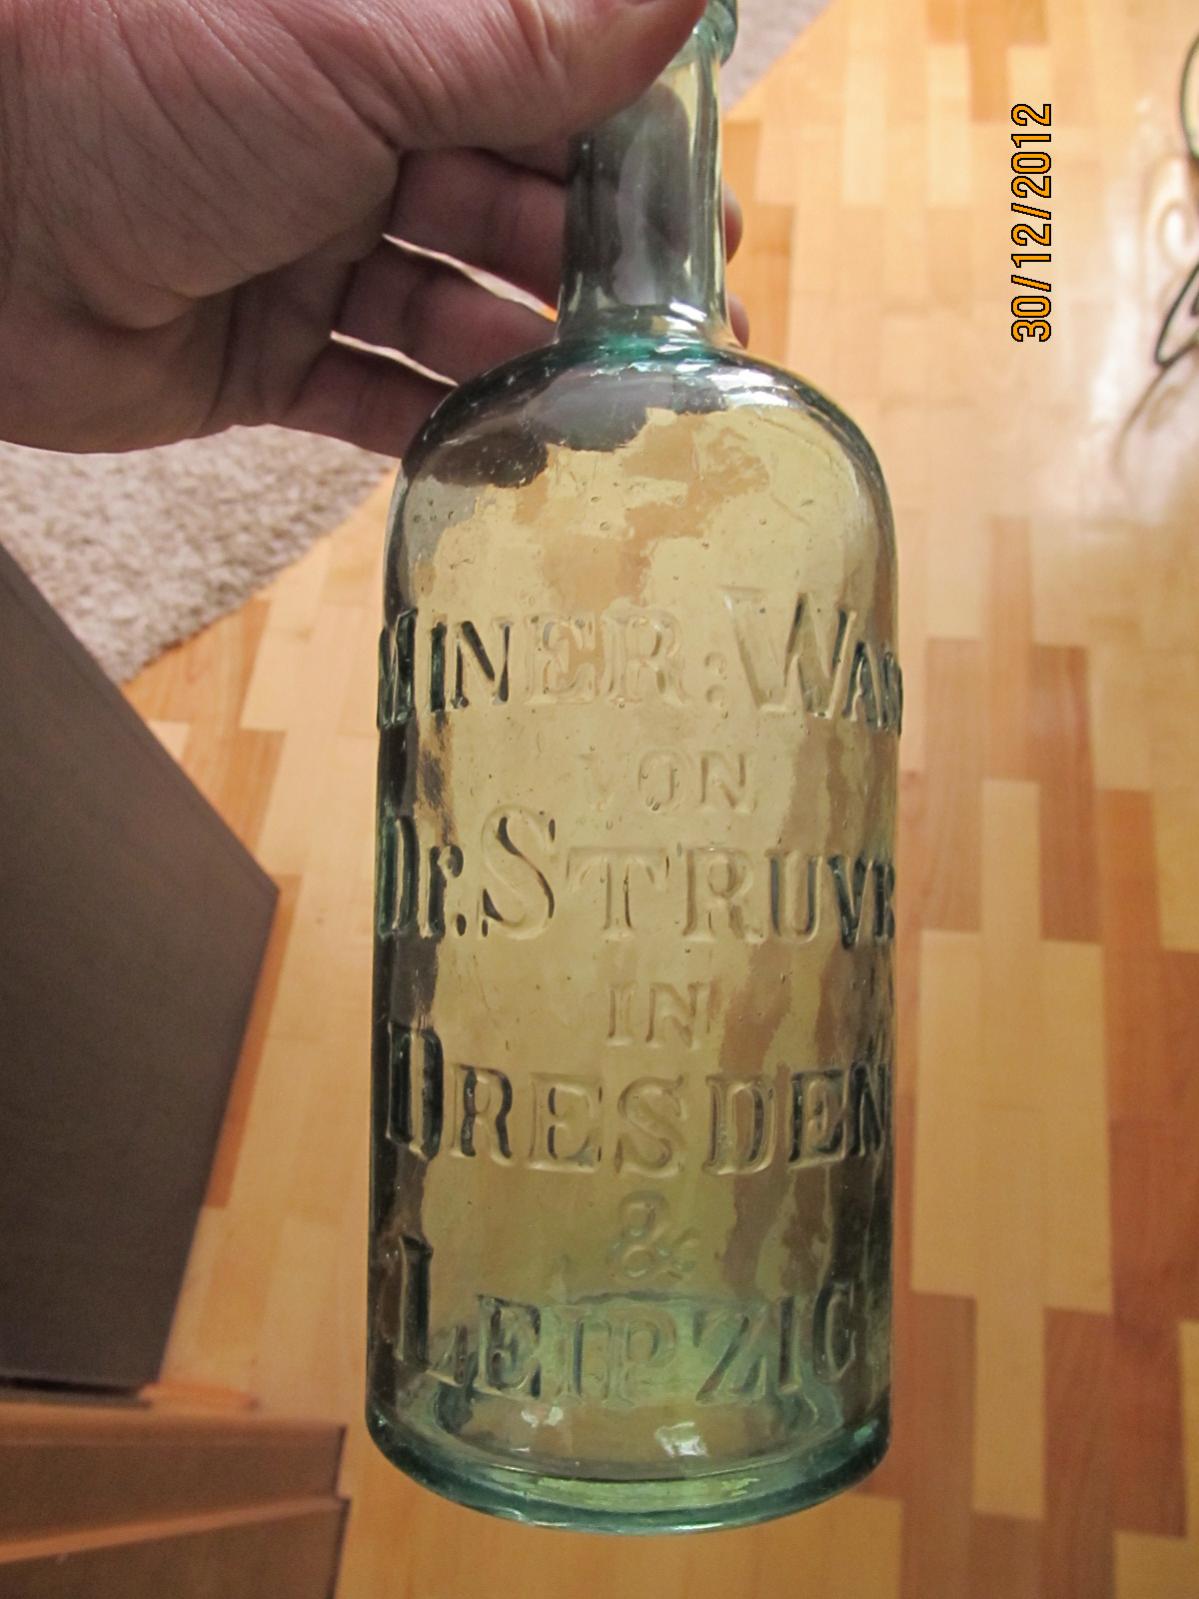 MINER: WAS
VON
Dr. STRUVE
IN
DRESDEN
&
LEIPZIG
30/12/2012